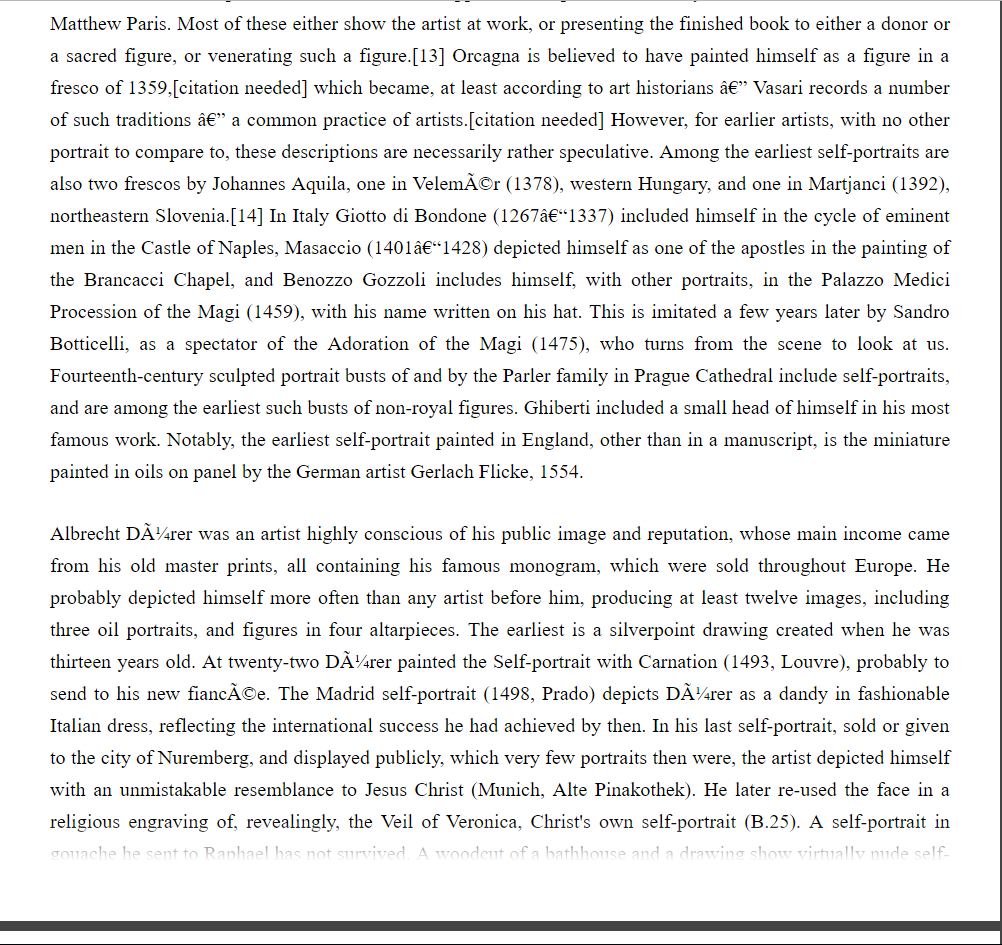 Matthew Paris. Most of these either show the artist at work, or presenting the finished book to either a donor or
a sacred figure, or venerating such a figure.[13] Orcagna is believed to have painted himself as a figure in a
fresco of 1359,[citation needed] which became, at least according to art historians â€” Vasari records a number
of such traditions â€” a common practice of artists.[citation needed] However, for earlier artists, with no other
portrait to compare to, these descriptions are necessarily rather speculative. Among the earliest self-portraits are
also two frescos by Johannes Aquila, one in VelemÃ©r (1378), western Hungary, and one in Martjanci (1392),
northeastern Slovenia.[14] In Italy Giotto di Bondone (1267â€“1337) included himself in the cycle of eminent
men in the Castle of Naples, Masaccio (1401â€“1428) depicted himself as one of the apostles in the painting of
the Brancacci Chapel, and Benozzo Gozzoli includes himself, with other portraits, in the Palazzo Medici
Procession of the Magi (1459), with his name written on his hat. This is imitated a few years later by Sandro
Botticelli, as a spectator of the Adoration of the Magi (1475), who turns from the scene to look at us.
Fourteenth-century sculpted portrait busts of and by the Parler family in Prague Cathedral include self-portraits,
and are among the earliest such busts of non-royal figures. Ghiberti included a small head of himself in his most
famous work. Notably, the earliest self-portrait painted in England, other than in a manuscript, is the miniature
painted in oils on panel by the German artist Gerlach Flicke, 1554.
Albrecht DÃ¼rer was an artist highly conscious of his public image and reputation, whose main income came
from his old master prints, all containing his famous monogram, which were sold throughout Europe. He
probably depicted himself more often than any artist before him, producing at least twelve images, including
three oil portraits, and figures in four altarpieces. The earliest is a silverpoint drawing created when he was
thirteen years old. At twenty-two DÃ¼rer painted the Self-portrait with Carnation (1493, Louvre), probably to
send to his new fiancÃ©e. The Madrid self-portrait (1498, Prado) depicts DÃ¼rer as a dandy in fashionable
Italian dress, reflecting the international success he had achieved by then. In his last self-portrait, sold or given
to the city of Nuremberg, and displayed publicly, which very few portraits then were, the artist depicted himself
with an unmistakable resemblance to Jesus Christ (Munich, Alte Pinakothek). He later re-used the face in a
religious engraving of, revealingly, the Veil of Veronica, Christ's own self-portrait (B.25). A self-portrait in
gouache he sent to Raphael has not survived. A woodcut of a bathhouse and a drawing show virtually nude self-